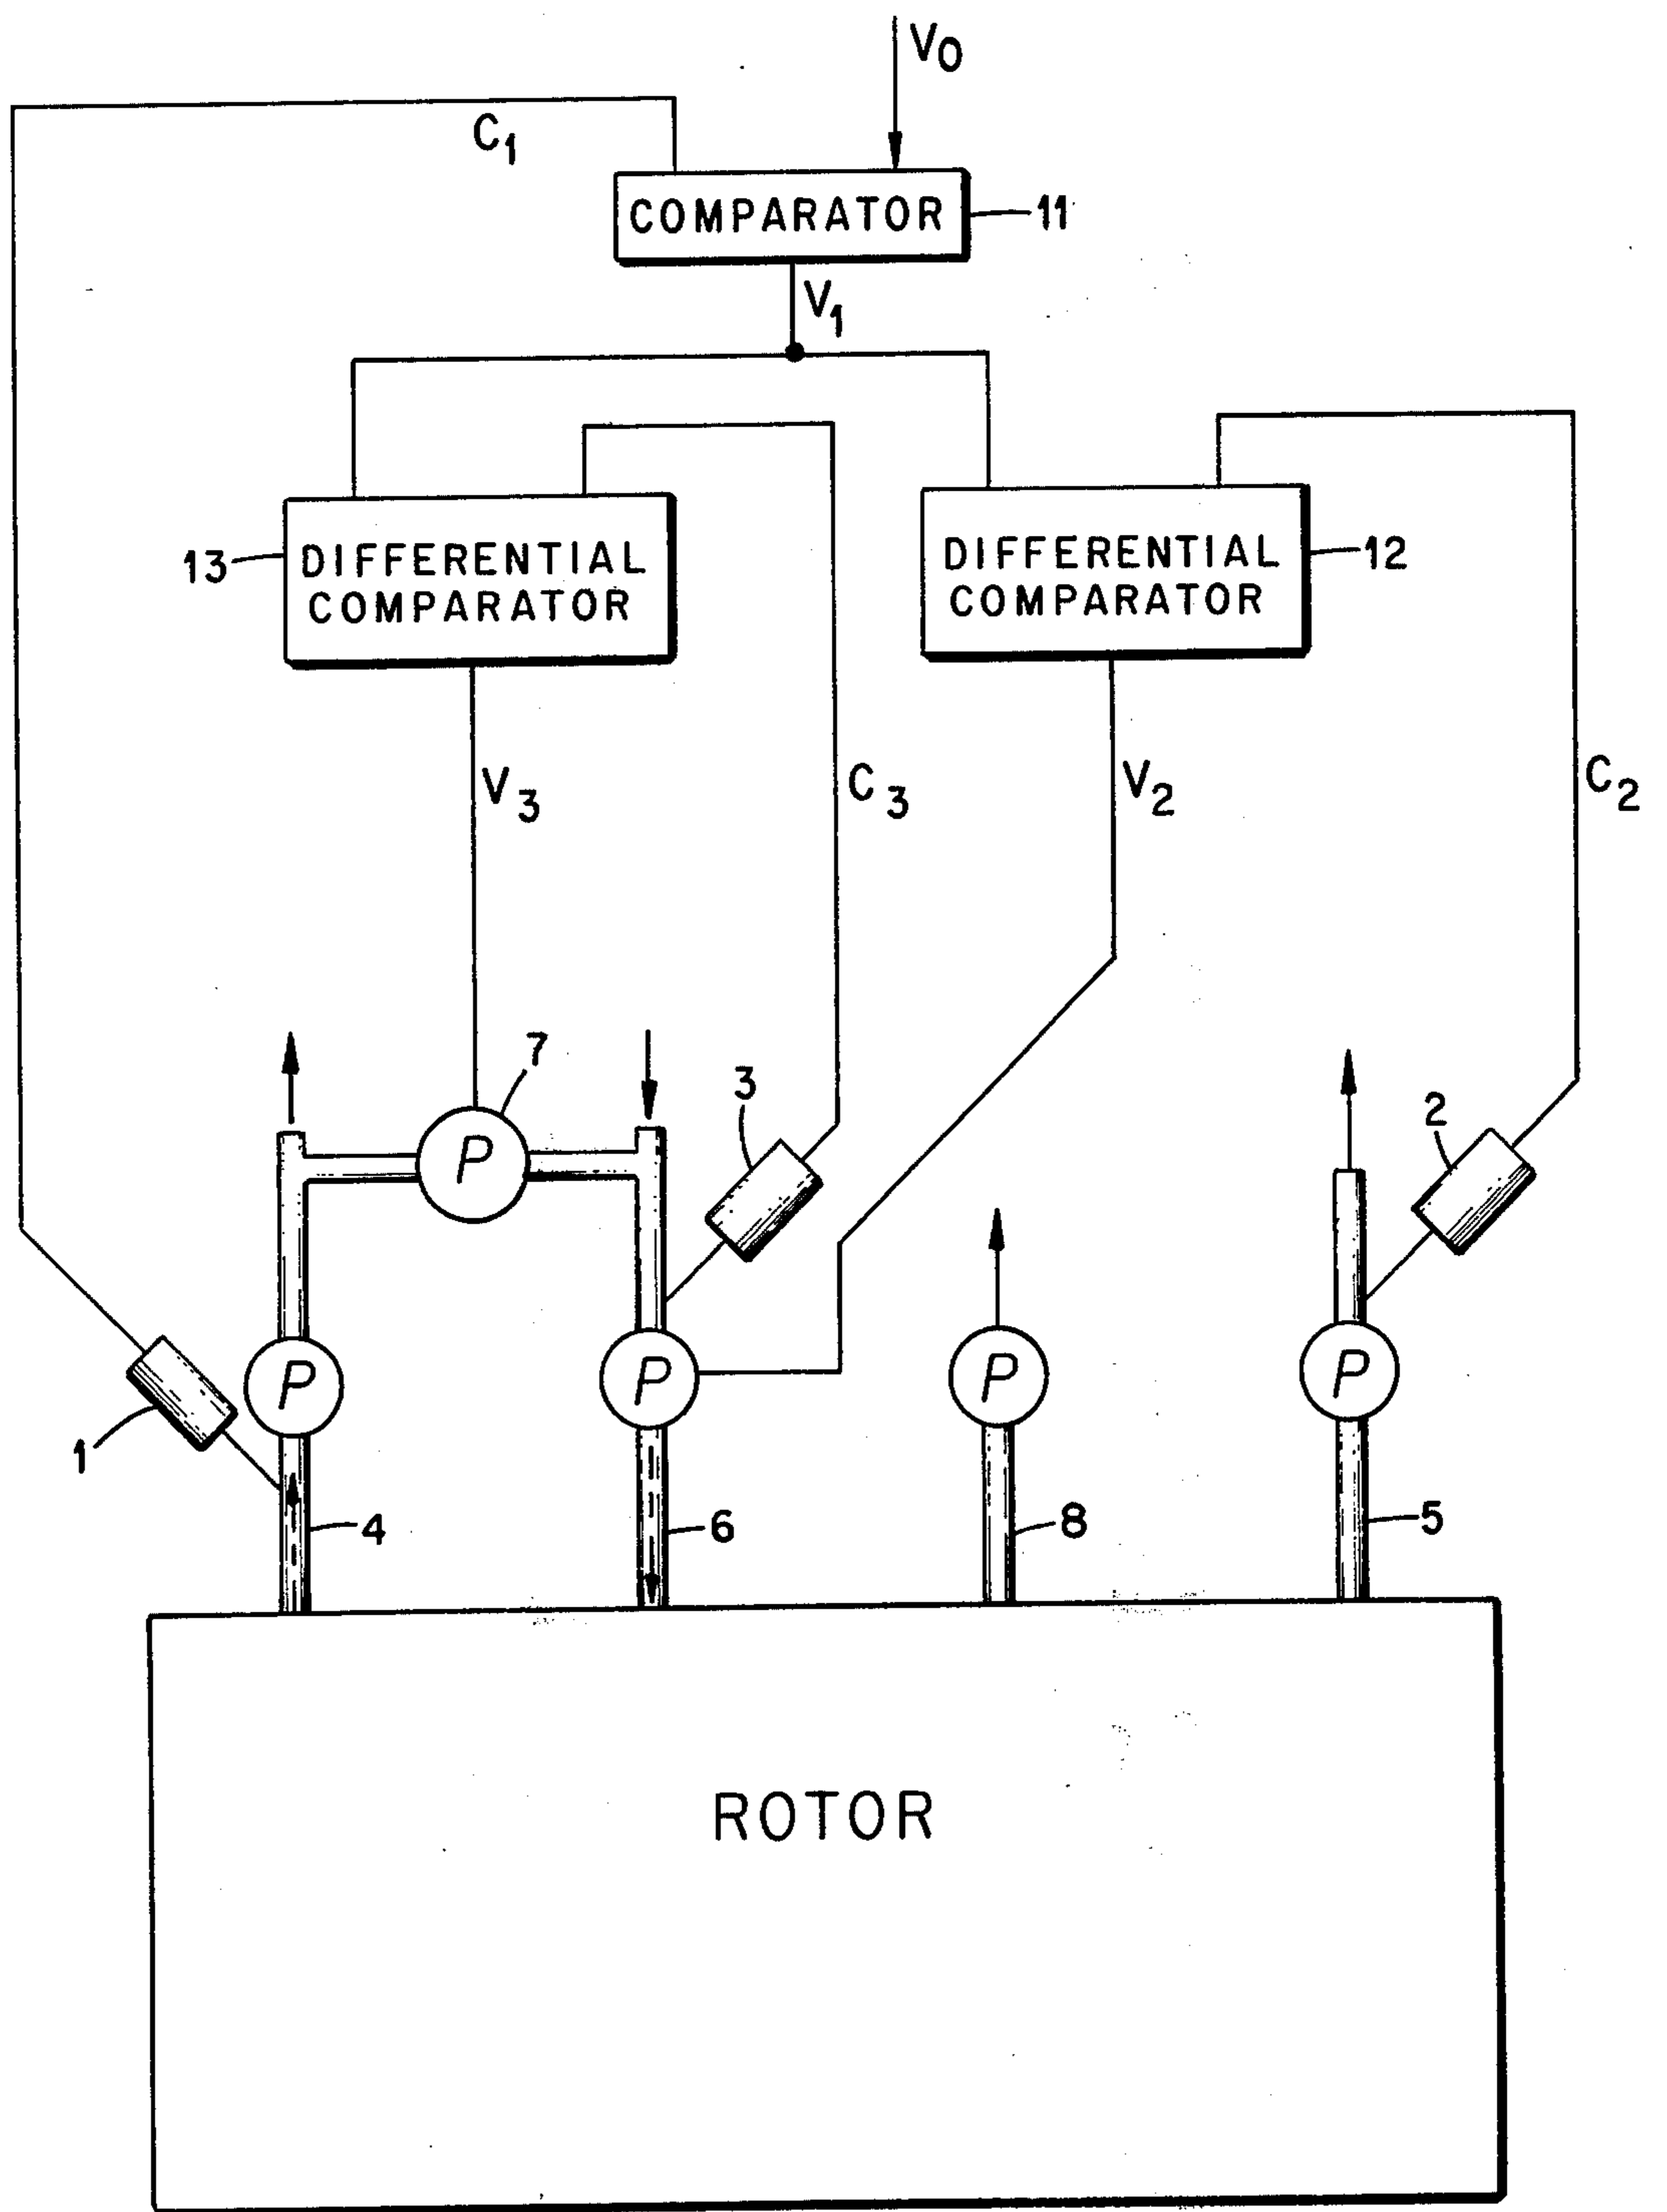 V0
C1
COMPARATOR
11
V1
13
DIFFERENTIAL
COMPARATOR
DIFFERENTIAL
COMPARATOR
12
V3
C3
V2
C2
7
3
2
P
1
P
P
P
P
4
6
8
5
ROTOR